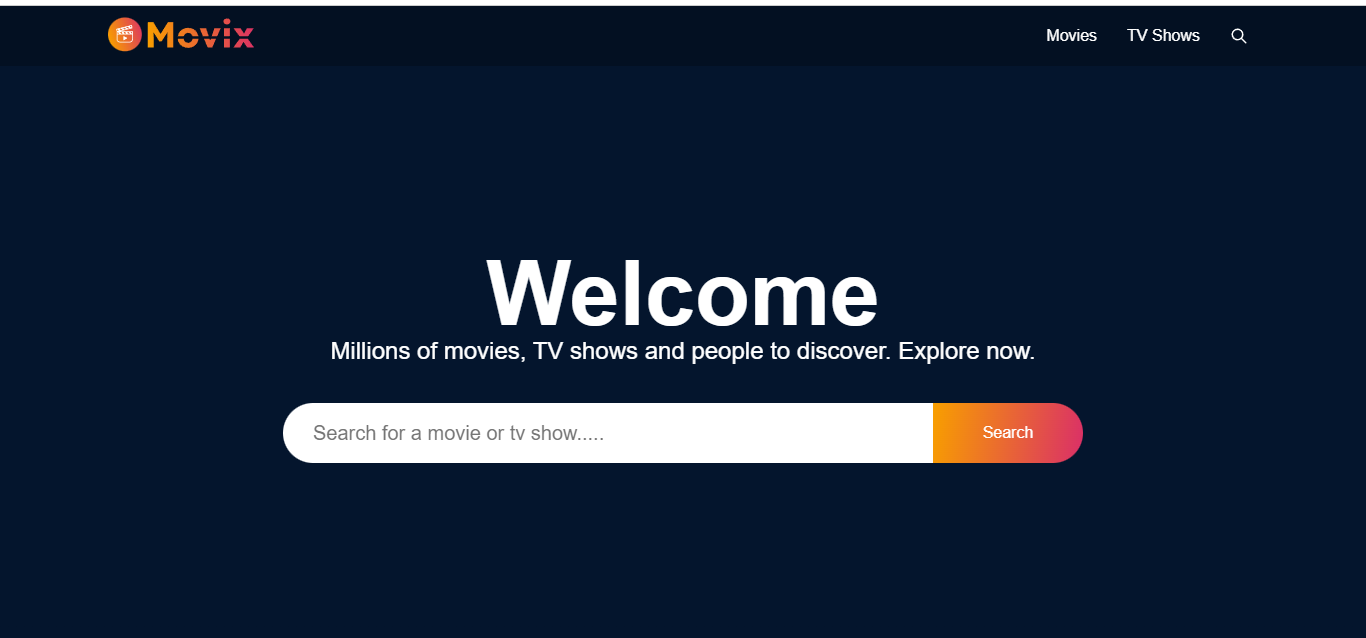 Movix
Movies TV Shows
Welcome
Millions of movies, TV shows and people to discover. Explore now.
Search for a movie or tv show.....
Search